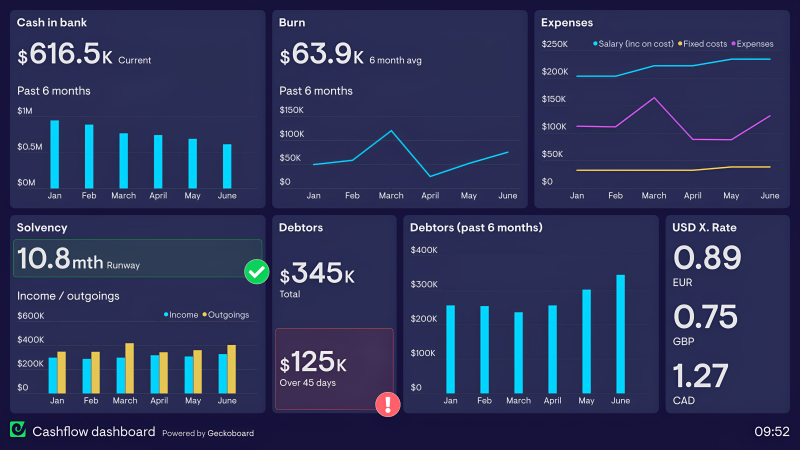 Cash in bank
$616.5K Current
Past 6 months
$1M
$0.5M
$0M
Jan Feb March April May June
Burn
$63.9K 6 month avg
Past 6 months
$150K
$100K
$50K
$0
Jan Feb March April May June
Expenses
Salary (inc on cost) Fixed costs Expenses
$250K
$200K
$150K
$100K
$50K
$0
Jan Feb March April May June
Solvency
10.8mth Runway
Income / outgoings
Income Outgoings
$600K
$400K
$200K
$0
Jan Feb March April May June
Debtors
$345K
Total
$125K
Over 45 days
Debtors (past 6 months)
$400K
$300K
$200K
$100K
$0
Jan Feb March April May June
USD X. Rate
0.89
EUR
0.75
GBP
1.27
CAD
Cashflow dashboard Powered by Geckoboard
09:52